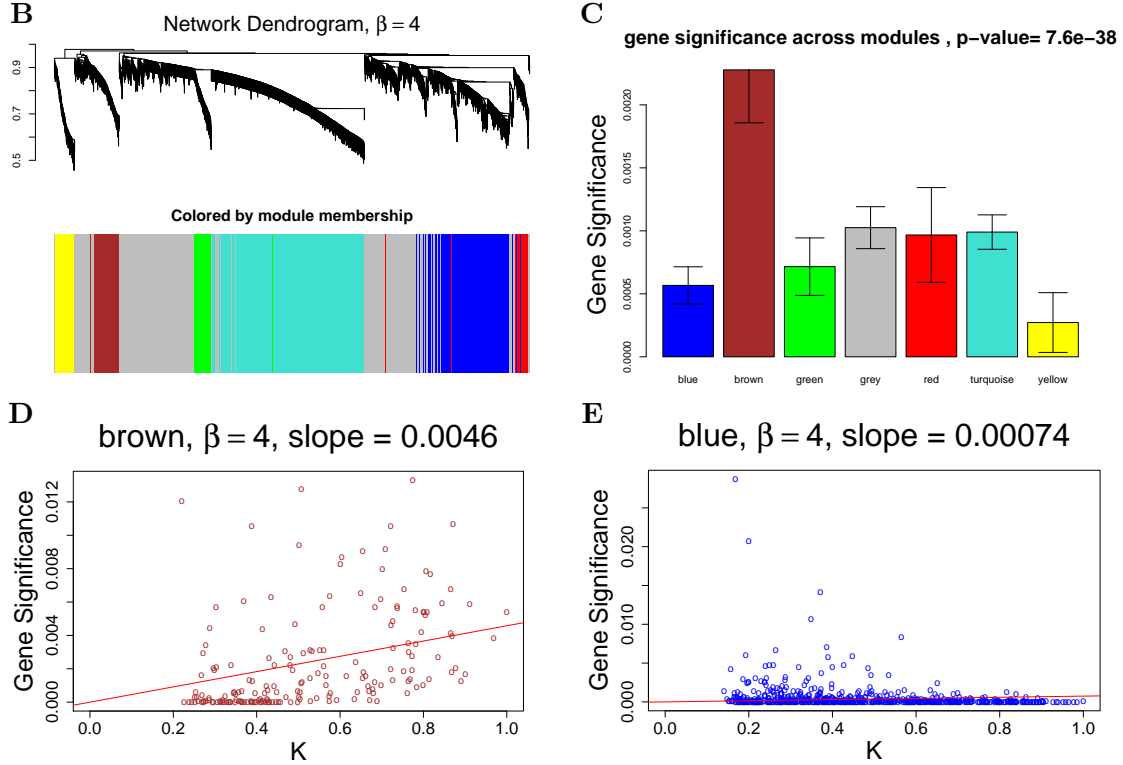 B
Network Dendrogram, β = 4
0.9
0.7
0.5
Colored by module membership
C
gene significance across modules , p−value= 7.6e−38
Gene Significance
0.0020
0.0015
0.0010
0.0005
0.0000
blue brown green grey red turquoise yellow
D
brown, β = 4, slope = 0.0046
Gene Significance
0.012
0.008
0.004
0.000
0.0 0.2 0.4 0.6 0.8 1.0
K
E
blue, β = 4, slope = 0.00074
Gene Significance
0.020
0.010
0.000
0.0 0.2 0.4 0.6 0.8 1.0
K